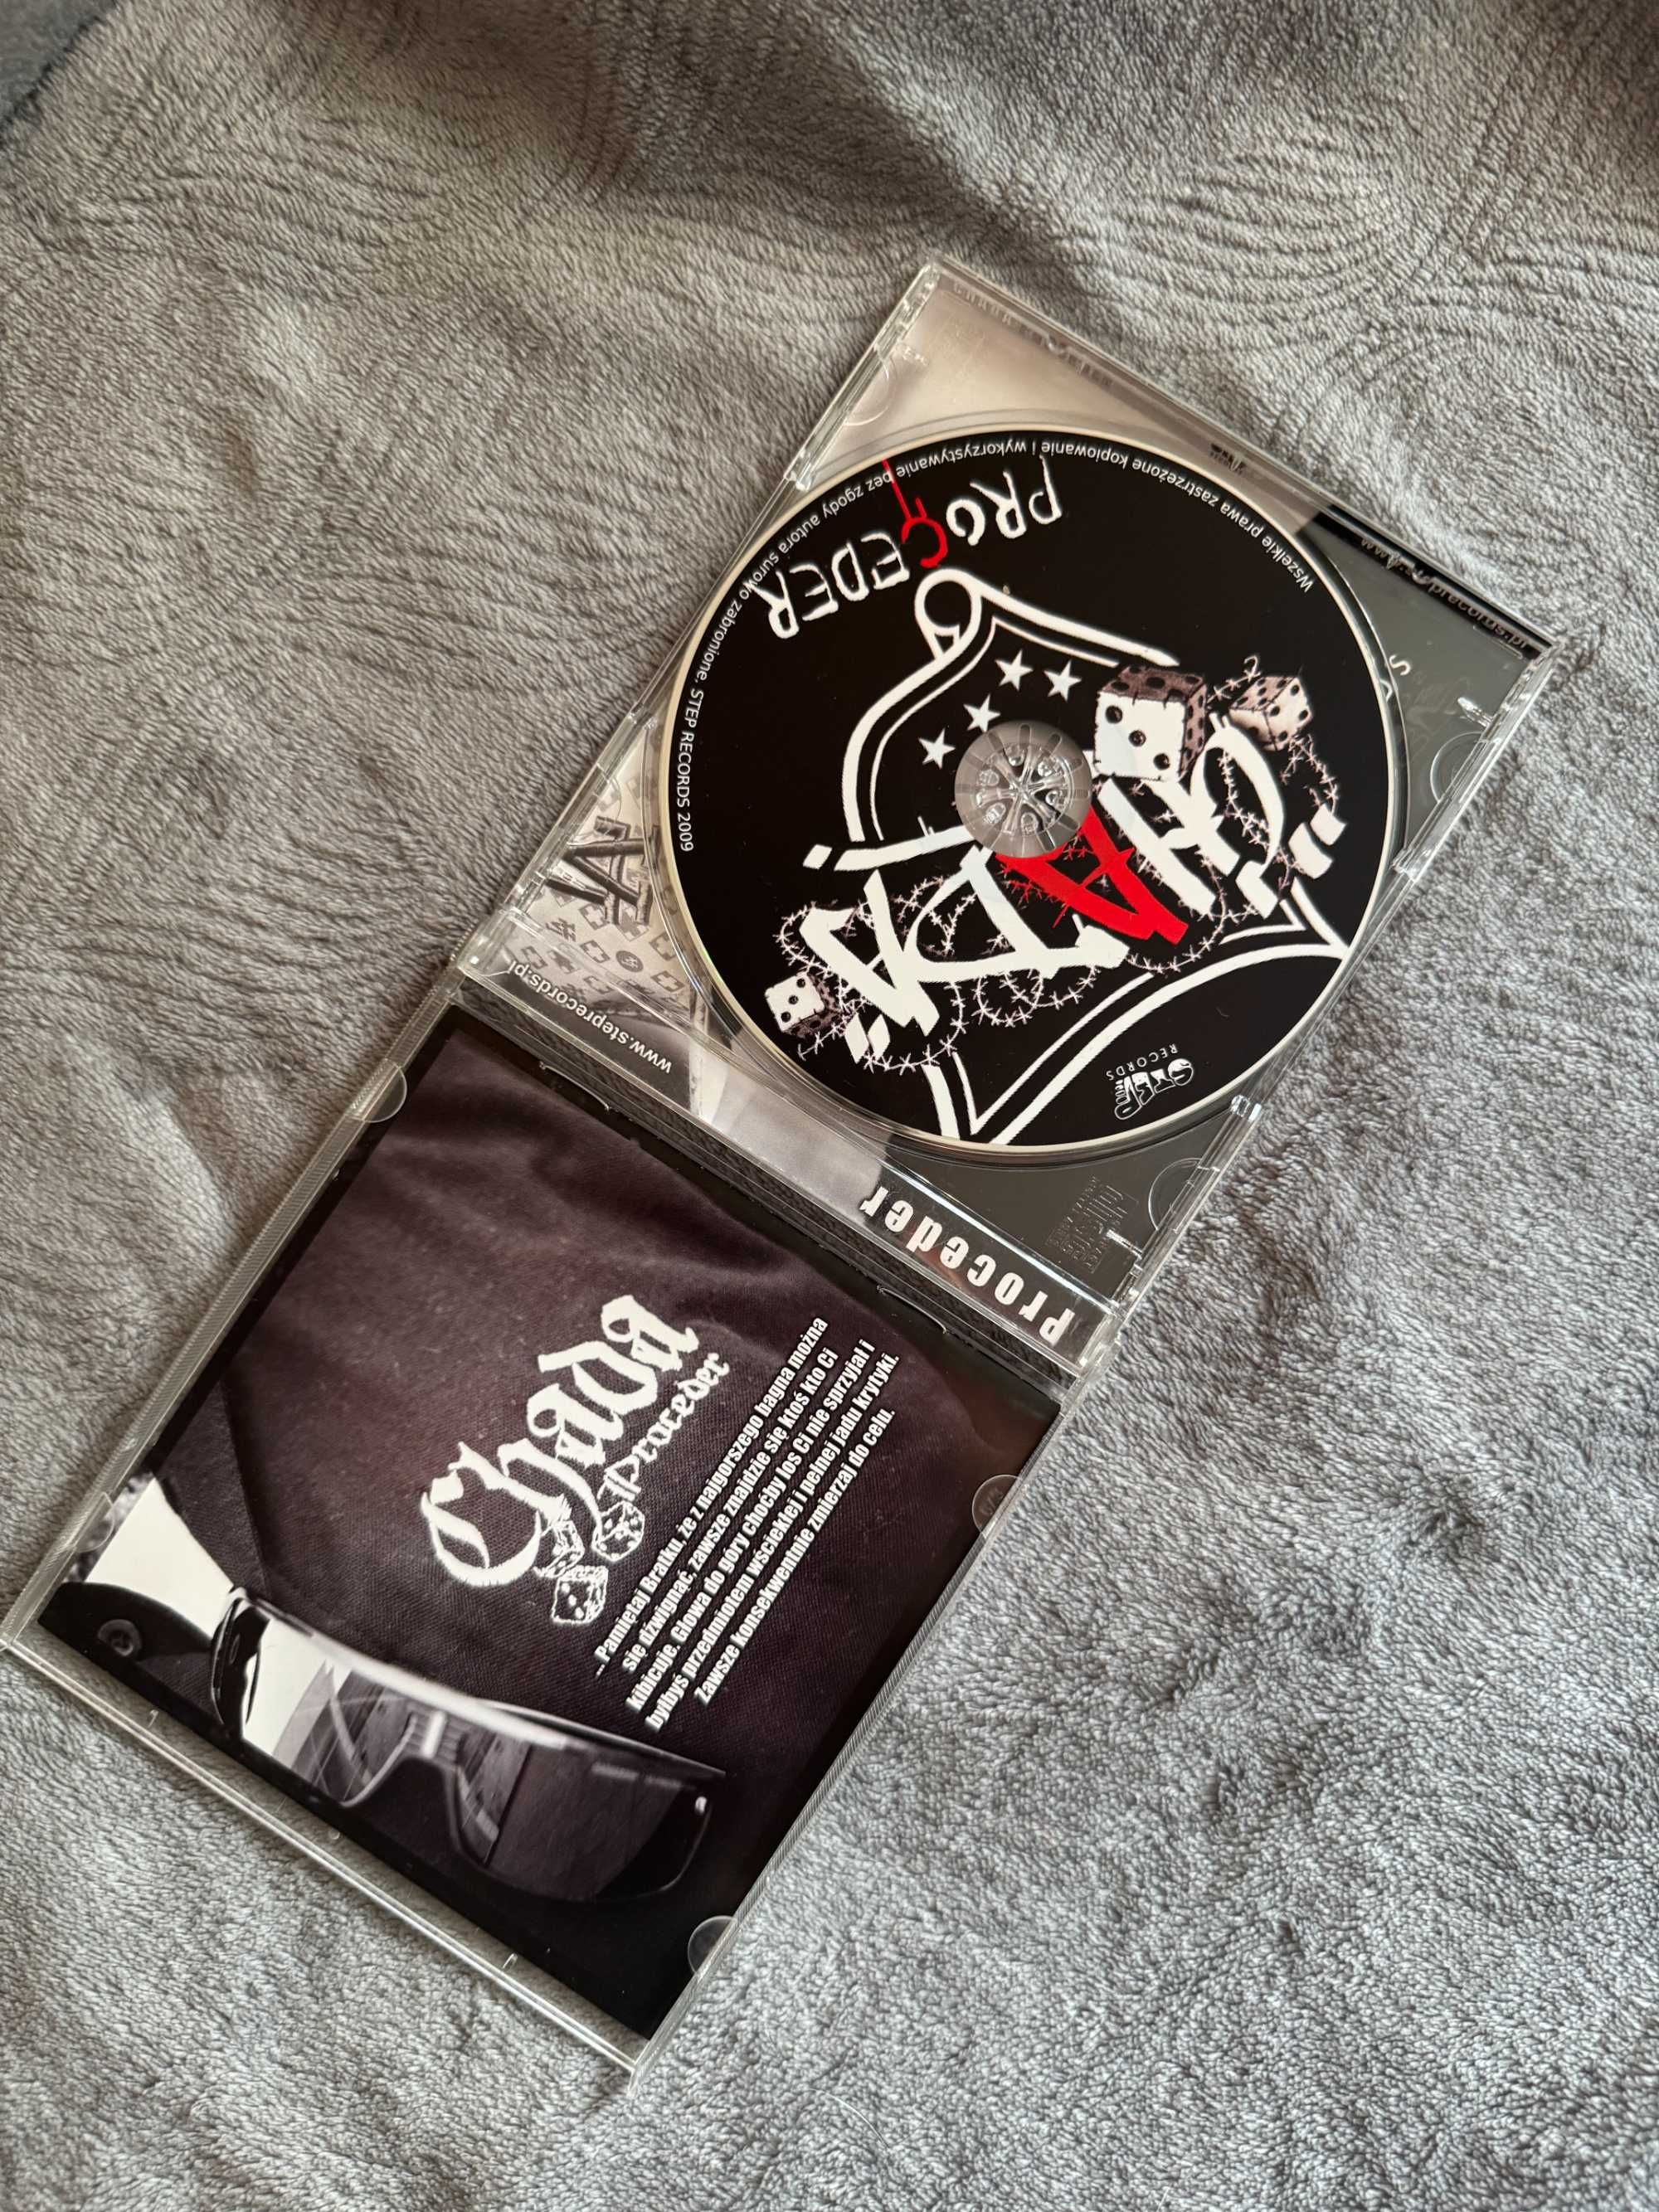 PROCEDER
CHADA
Wszelkie prawa zastrzeżone kopiowanie i wykorzystywanie bez zgody autora surowo zabronione. STEP RECORDS 2009
STEP
RECORDS
www.steprecords.pl
www.steprecords.pl
Proceder
Chada
Proceder
...Pamiętaj Bratku, że z najgorszego bagna można
się dźwignąć, zawsze znajdzie się ktoś kto Ci
kibicuje. Głowa do góry choćby los Ci nie sprzyjał i
byłbyś przedmiotem wściekłej i pełnej jadu krytyki.
Zawsze konsekwentnie zmierzaj do celu.